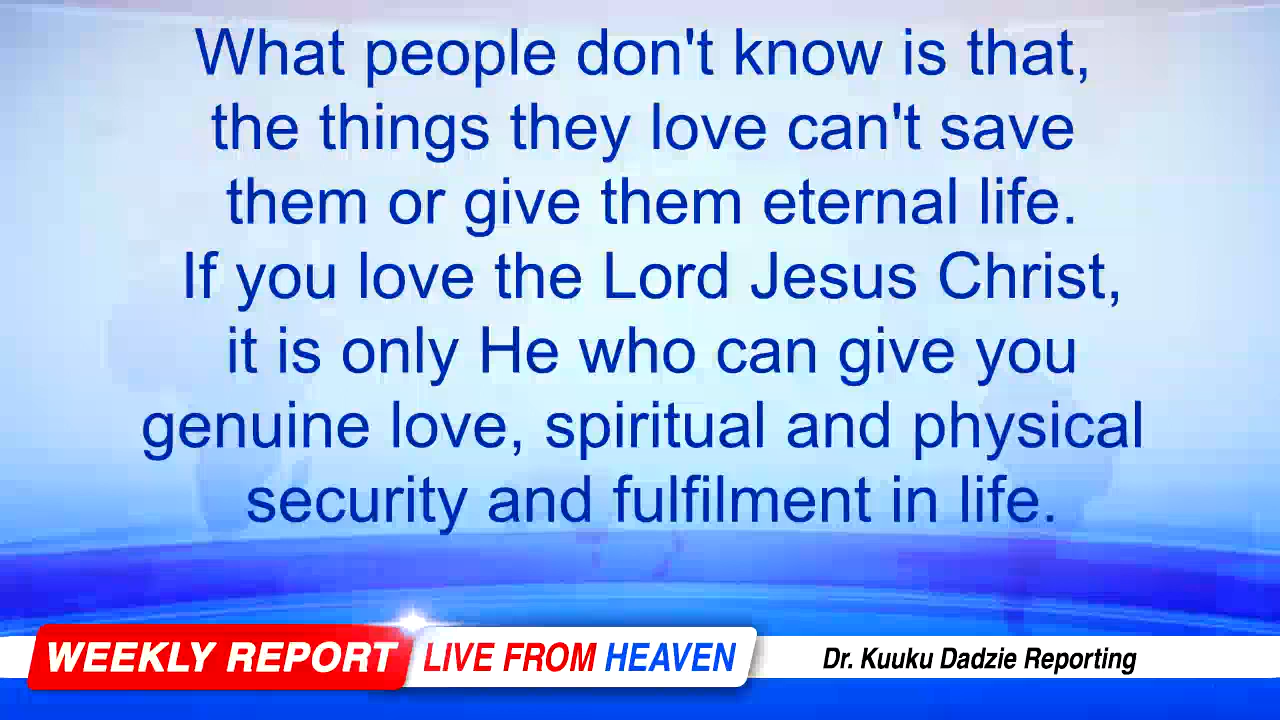 What people don't know is that,
the things they love can't save
them or give them eternal life.
If you love the Lord Jesus Christ,
it is only He who can give you
genuine love, spiritual and physical
security and fulfilment in life.
WEEKLY REPORT LIVE FROM HEAVEN Dr. Kuuku Dadzie Reporting